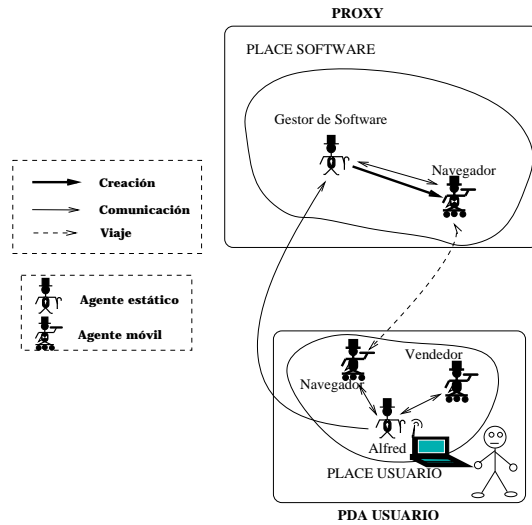 PROXY
PLACE SOFTWARE
Gestor de Software
Navegador
Creación
Comunicación
Viaje
Agente estático
Agente móvil
Navegador
Vendedor
Alfred
PLACE USUARIO
PDA USUARIO